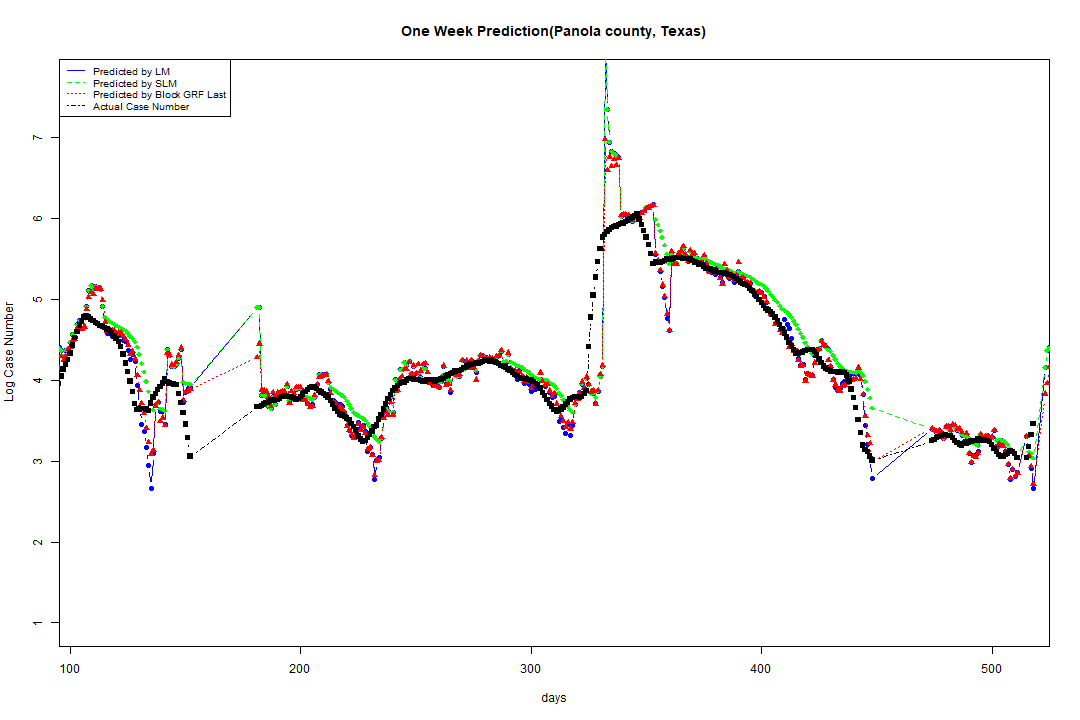 One Week Prediction(Panola county, Texas)
Predicted by LM
Predicted by SLM
Predicted by Block GRF Last
Actual Case Number
7
6
5
4
3
2
1
Log Case Number
100 200 300 400 500
days